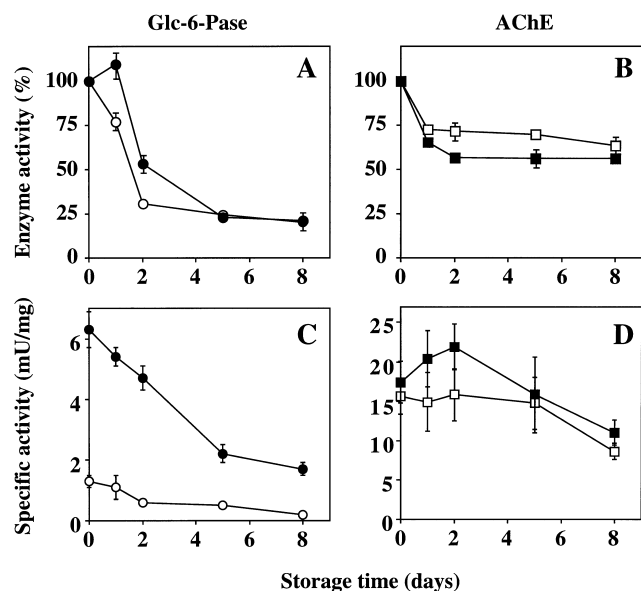 Glc-6-Pase AChE
Enzyme activity (%)
A
100
75
50
25
0
0 2 4 6 8
B
100
75
50
25
0
0 2 4 6 8
Specific activity (mU/mg)
C
6
4
2
0
0 2 4 6 8
D
25
20
15
10
5
0
0 2 4 6 8
Storage time (days)